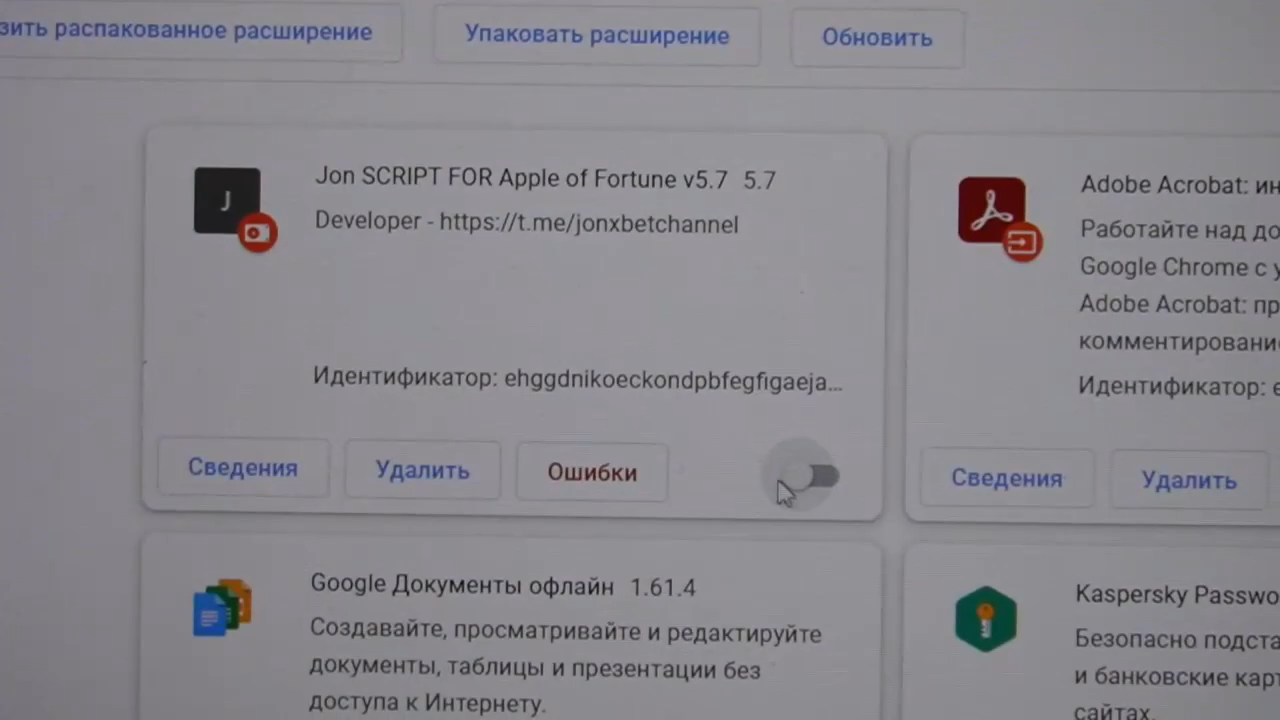 зить распакованное расширение
Упаковать расширение
Обновить
J
Jon SCRIPT FOR Apple of Fortune v5.7 5.7
Developer - https://t.me/jonxbetchannel
Идентификатор: ehggdnikoeckondpbfegfigaeja...
Сведения
Удалить
Ошибки
Adobe Acrobat: ин
Работайте над до
Google Chrome с у
Adobe Acrobat: пр
комментировани
Идентификатор: e
Сведения
Удалить
Google Документы офлайн 1.61.4
Создавайте, просматривайте и редактируйте
документы, таблицы и презентации без
доступа к Интернету.
Kaspersky Passwo
Безопасно подста
и банковские карт
сайтах.